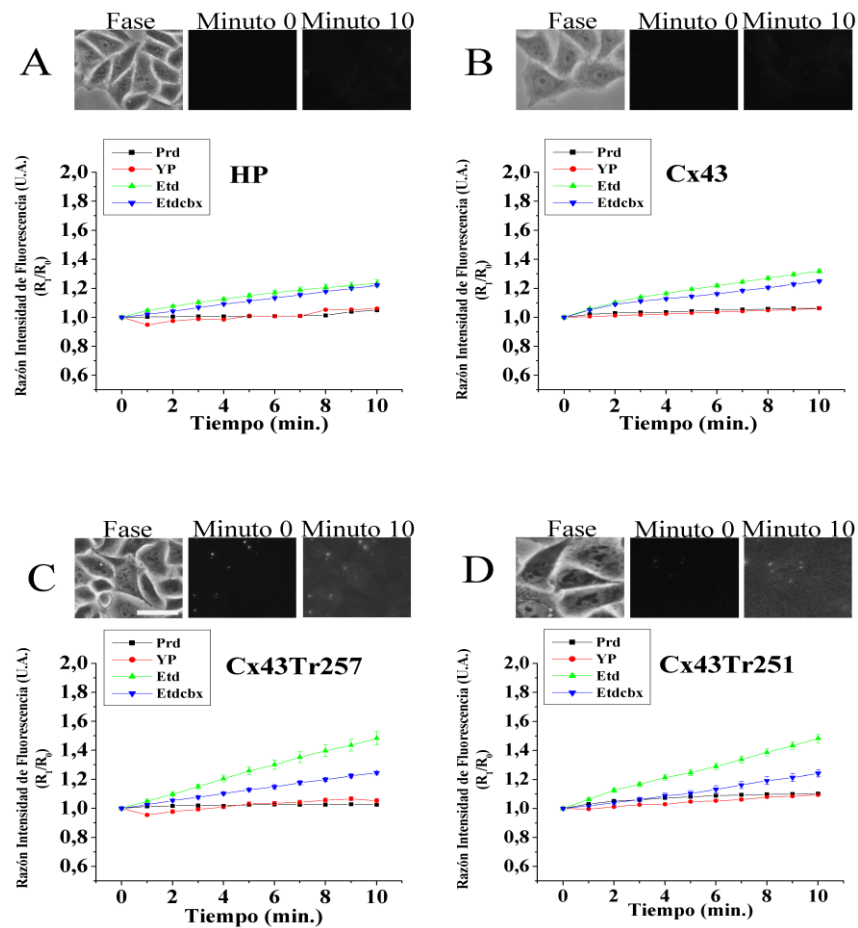 Fase Minuto 0 Minuto 10
A
Prd
YP
Etd
Etdcbx
HP
Razón Intensidad de Fluorescencia (U.A.)
(R₁/R₀)
2,0
1,8
1,6
1,4
1,2
1,0
0,8
0,6
0 2 4 6 8 10
Tiempo (min.)
Fase Minuto 0 Minuto 10
B
Prd
YP
Etd
Etdcbx
Cx43
Razón Intensidad de Fluorescencia (U.A.)
(R₁/R₀)
2,0
1,8
1,6
1,4
1,2
1,0
0,8
0,6
0 2 4 6 8 10
Tiempo (min.)
Fase Minuto 0 Minuto 10
C
Prd
YP
Etd
Etdcbx
Cx43Tr257
Razón Intensidad de Fluorescencia (U.A.)
(R₁/R₀)
2,0
1,8
1,6
1,4
1,2
1,0
0,8
0,6
0 2 4 6 8 10
Tiempo (min.)
Fase Minuto 0 Minuto 10
D
Prd
YP
Etd
Etdcbx
Cx43Tr251
Razón Intensidad de Fluorescencia (U.A.)
(R₁/R₀)
2,0
1,8
1,6
1,4
1,2
1,0
0,8
0,6
0 2 4 6 8 10
Tiempo (min.)